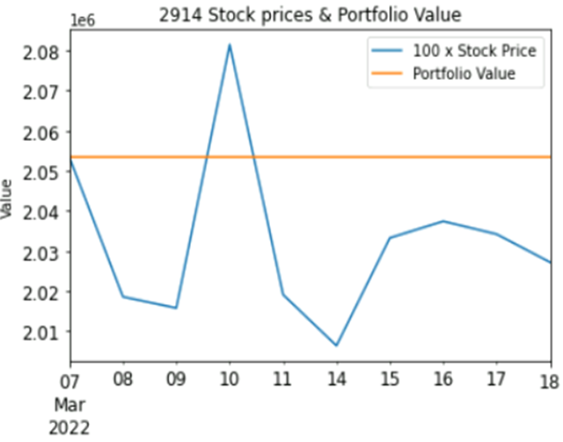 2914 Stock prices & Portfolio Value
1e6
100 x Stock Price
Portfolio Value
2.08
2.07
2.06
2.05
2.04
2.03
2.02
2.01
Value
07 08 09 10 11 14 15 16 17 18
Mar
2022